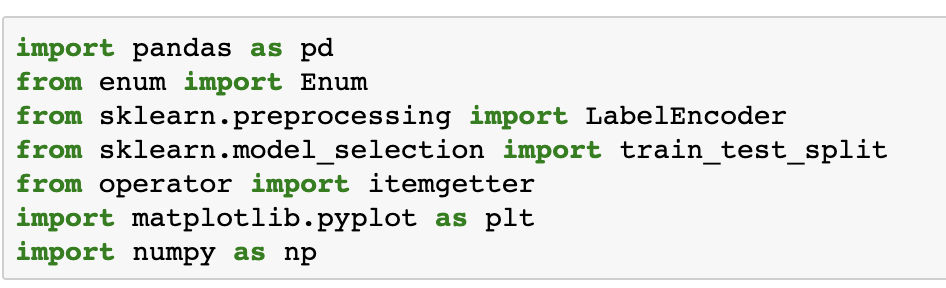 import pandas as pd
from enum import Enum
from sklearn.preprocessing import LabelEncoder
from sklearn.model_selection import train_test_split
from operator import itemgetter
import matplotlib.pyplot as plt
import numpy as np